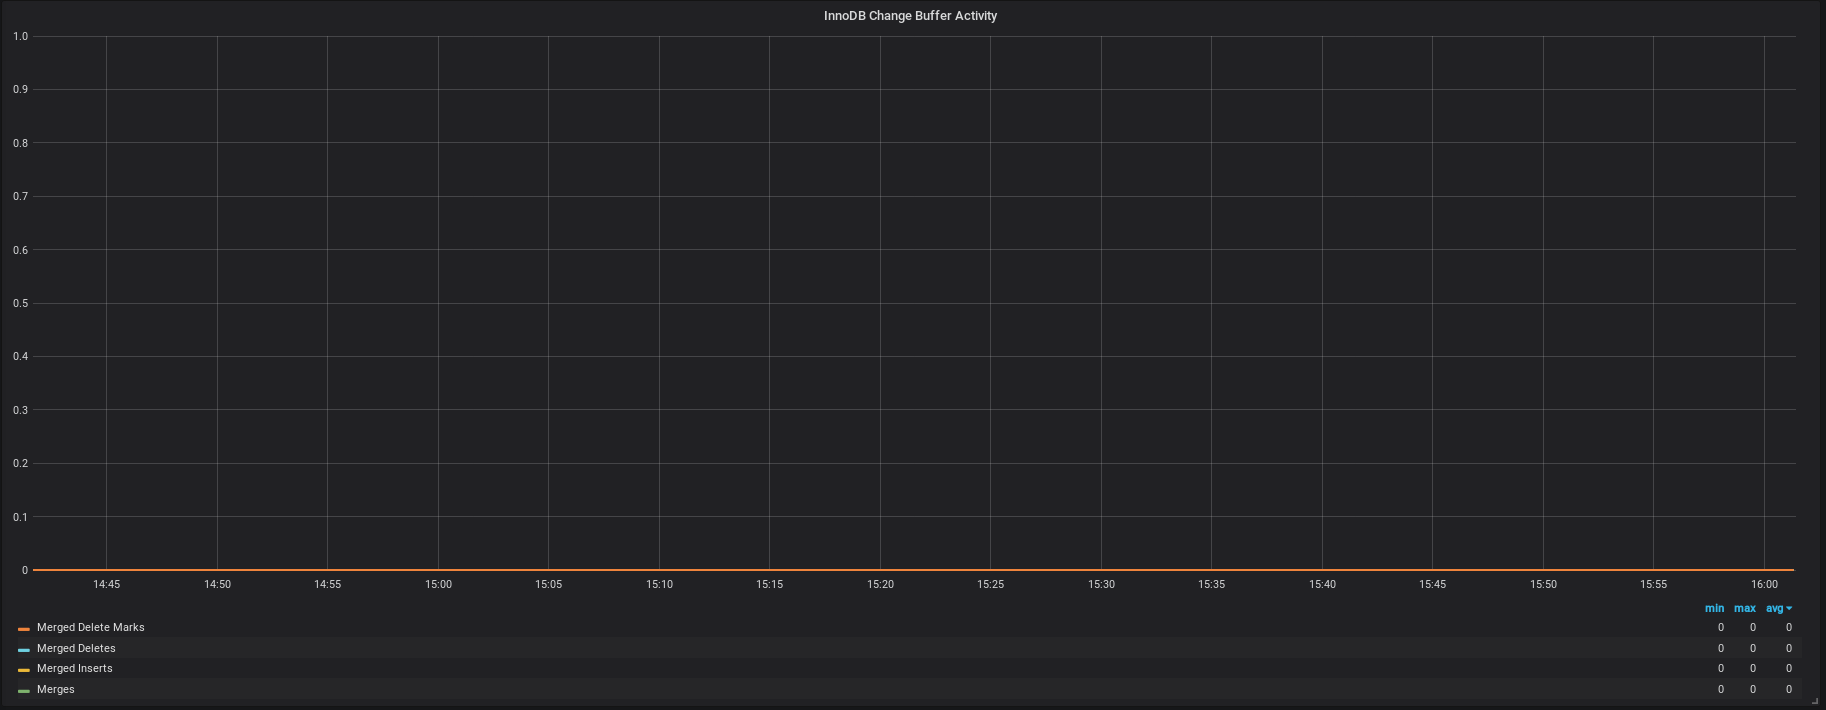 InnoDB Change Buffer Activity
1.0
0.9
0.8
0.7
0.6
0.5
0.4
0.3
0.2
0.1
0
14:45 14:50 14:55 15:00 15:05 15:10 15:15 15:20 15:25 15:30 15:35 15:40 15:45 15:50 15:55 16:00
min max avg
Merged Delete Marks 0 0 0
Merged Deletes 0 0 0
Merged Inserts 0 0 0
Merges 0 0 0